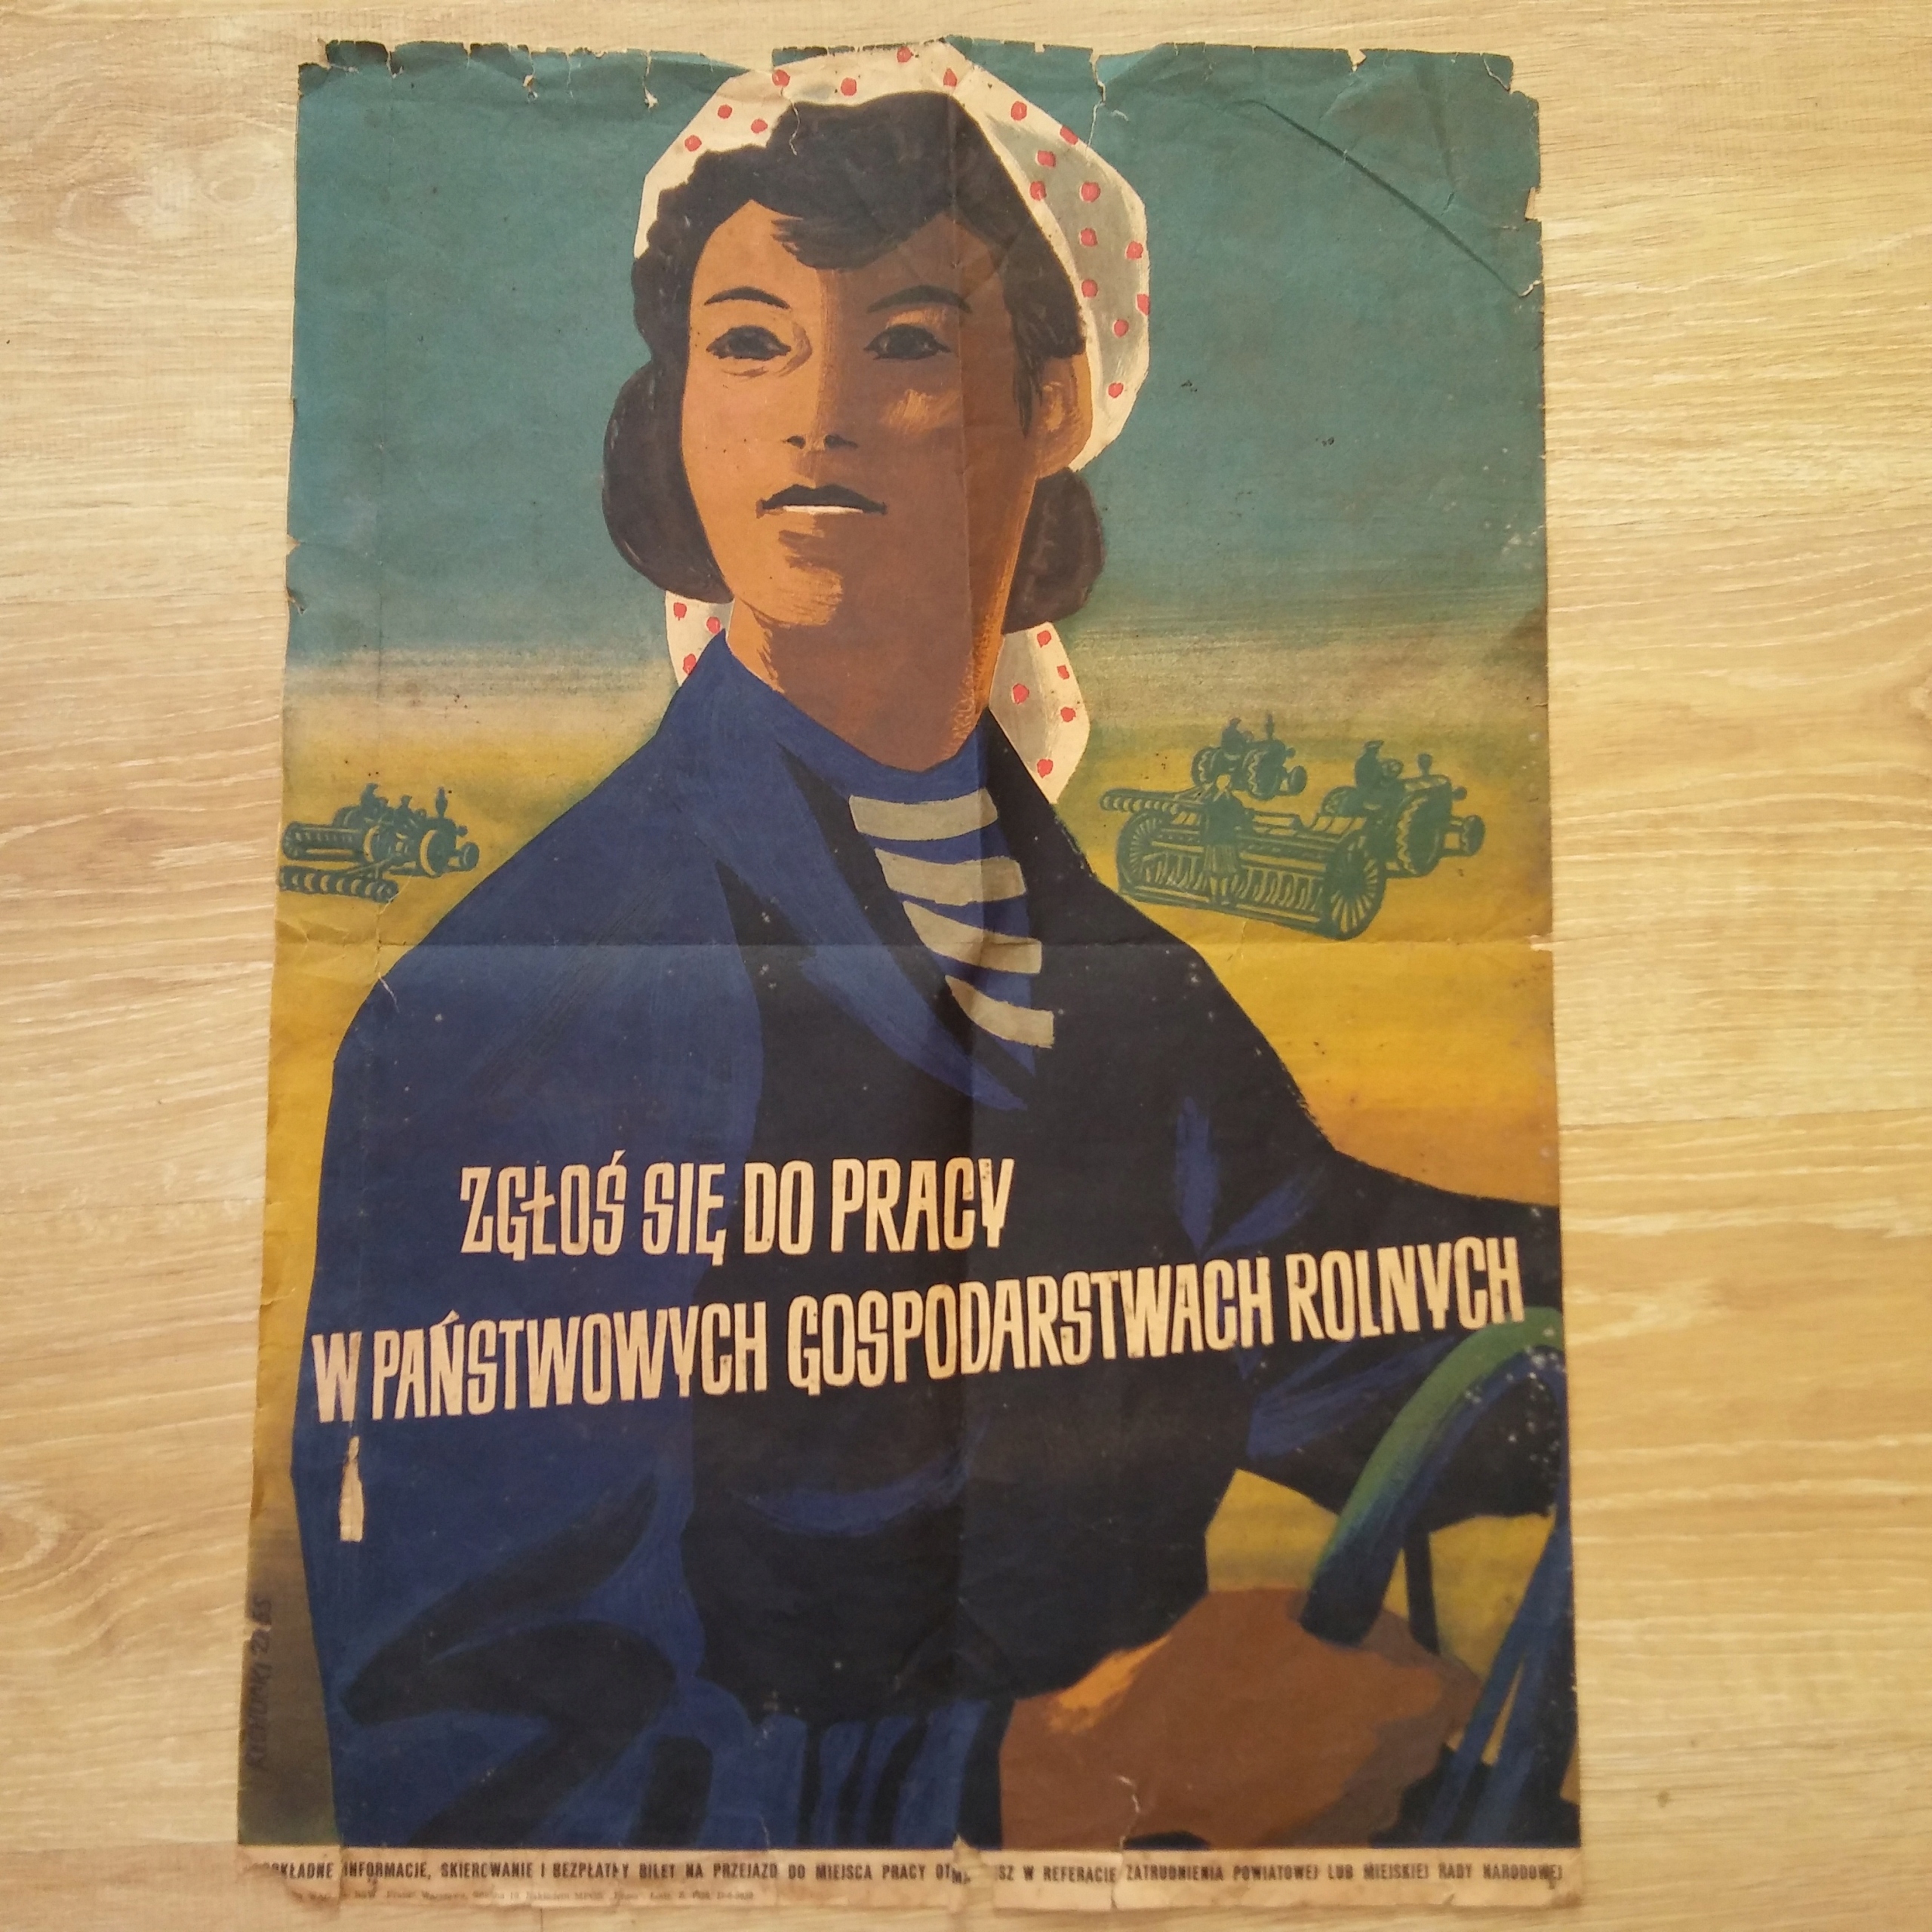 ZGŁOŚ SIĘ DO PRACY
W PAŃSTWOWYCH GOSPODARSTWACH ROLNYCH
INFORMACJE, SKIEROWANIE I BEZPŁATNY BILET NA PRZEJAZD DO MIEJSCA PRACY W REFERACIE ZATRUDNIENIA POWIATOWEJ LUB MIEJSKIEJ RADY NARODOWEJ